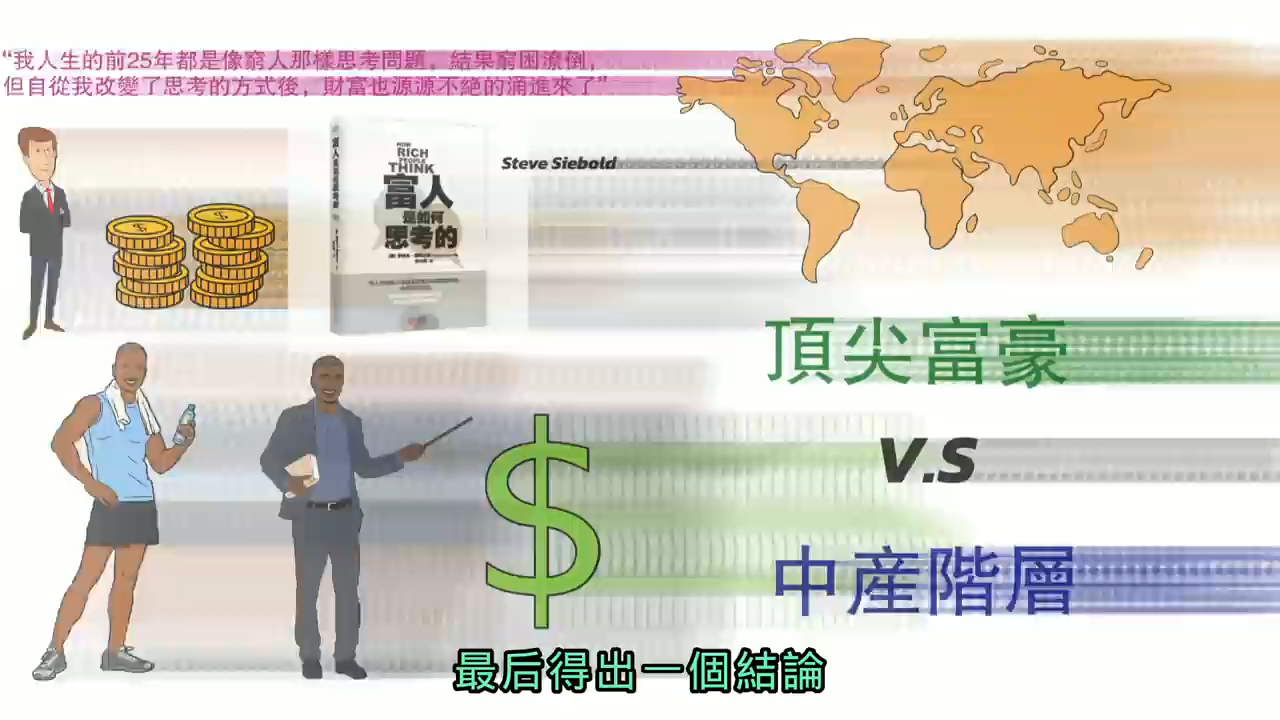 “我人生的前25年都是像窮人那樣思考問題，結果窮困潦倒，
但自從我改變了思考的方式後，財富也源源不絕的涌進來了”
HOW
RICH
PEOPLE
THINK
富人
是如何
思考的
Steve Siebold
頂尖富豪
V.S
中産階層
最后得出一個結論